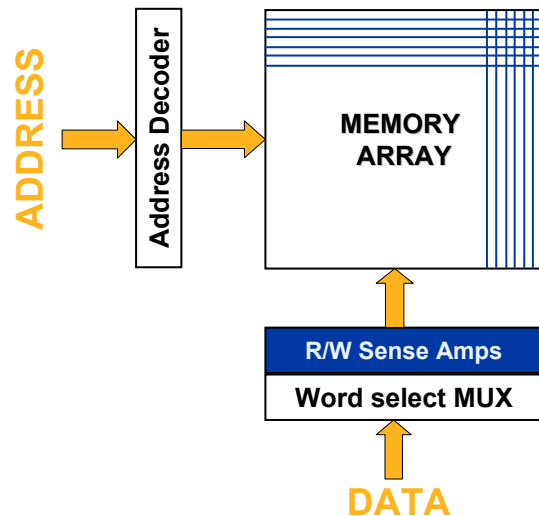 ADDRESS
Address Decoder
MEMORY
ARRAY
R/W Sense Amps
Word select MUX
DATA